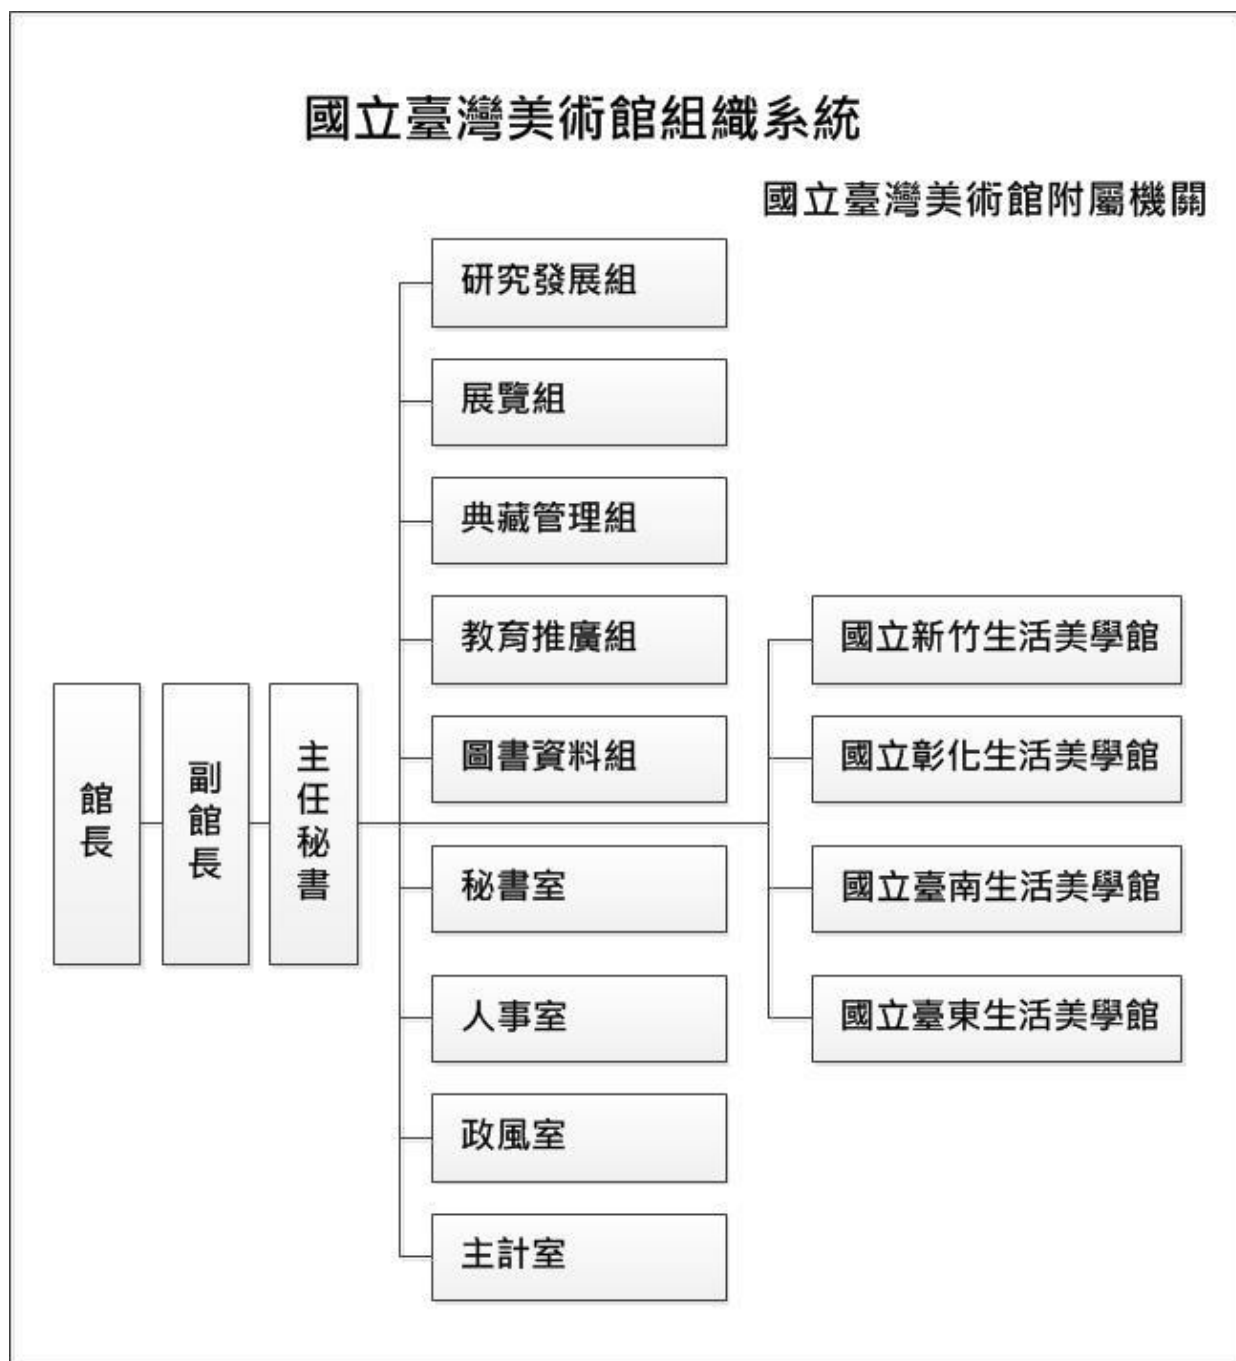 國立臺灣美術館組織系統
國立臺灣美術館附屬機關
館長
副館長
主任秘書
研究發展組
展覽組
典藏管理組
教育推廣組
圖書資料組
秘書室
人事室
政風室
主計室
國立新竹生活美學館
國立彰化生活美學館
國立臺南生活美學館
國立臺東生活美學館